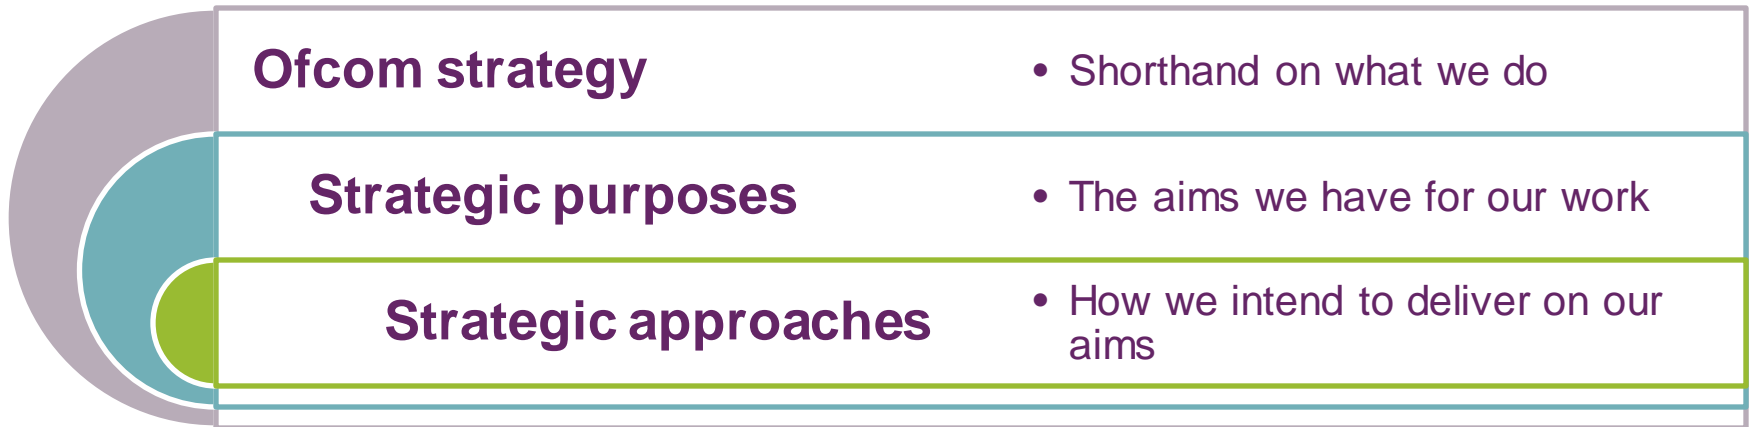 Ofcom strategy
• Shorthand on what we do
Strategic purposes
• The aims we have for our work
Strategic approaches
• How we intend to deliver on our
aims